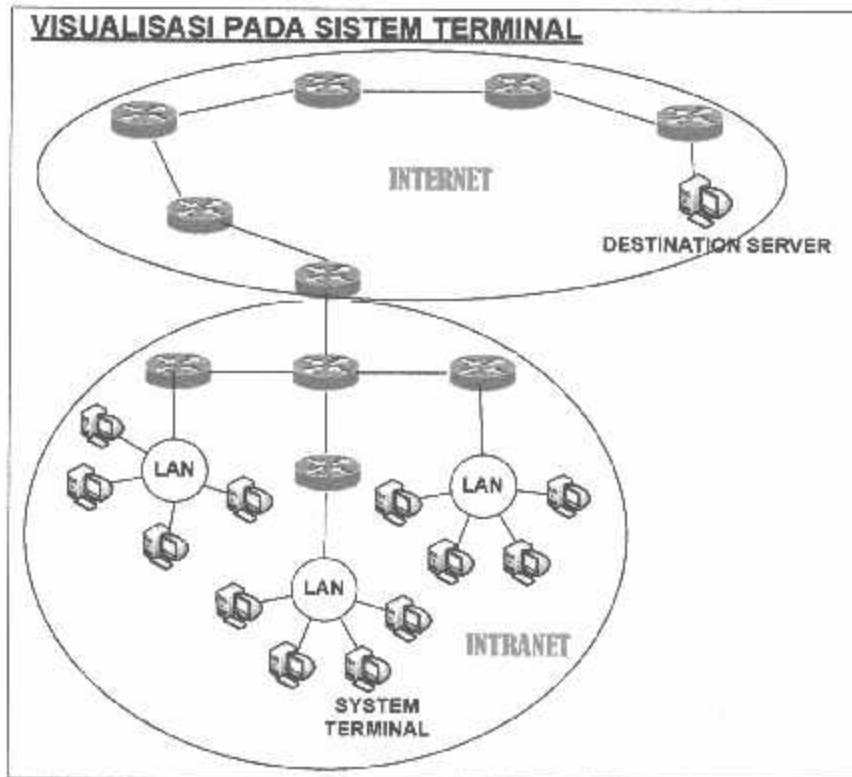 VISUALISASI PADA SISTEM TERMINAL
INTERNET
DESTINATION SERVER
LAN
LAN
LAN
INTRANET
SYSTEM
TERMINAL